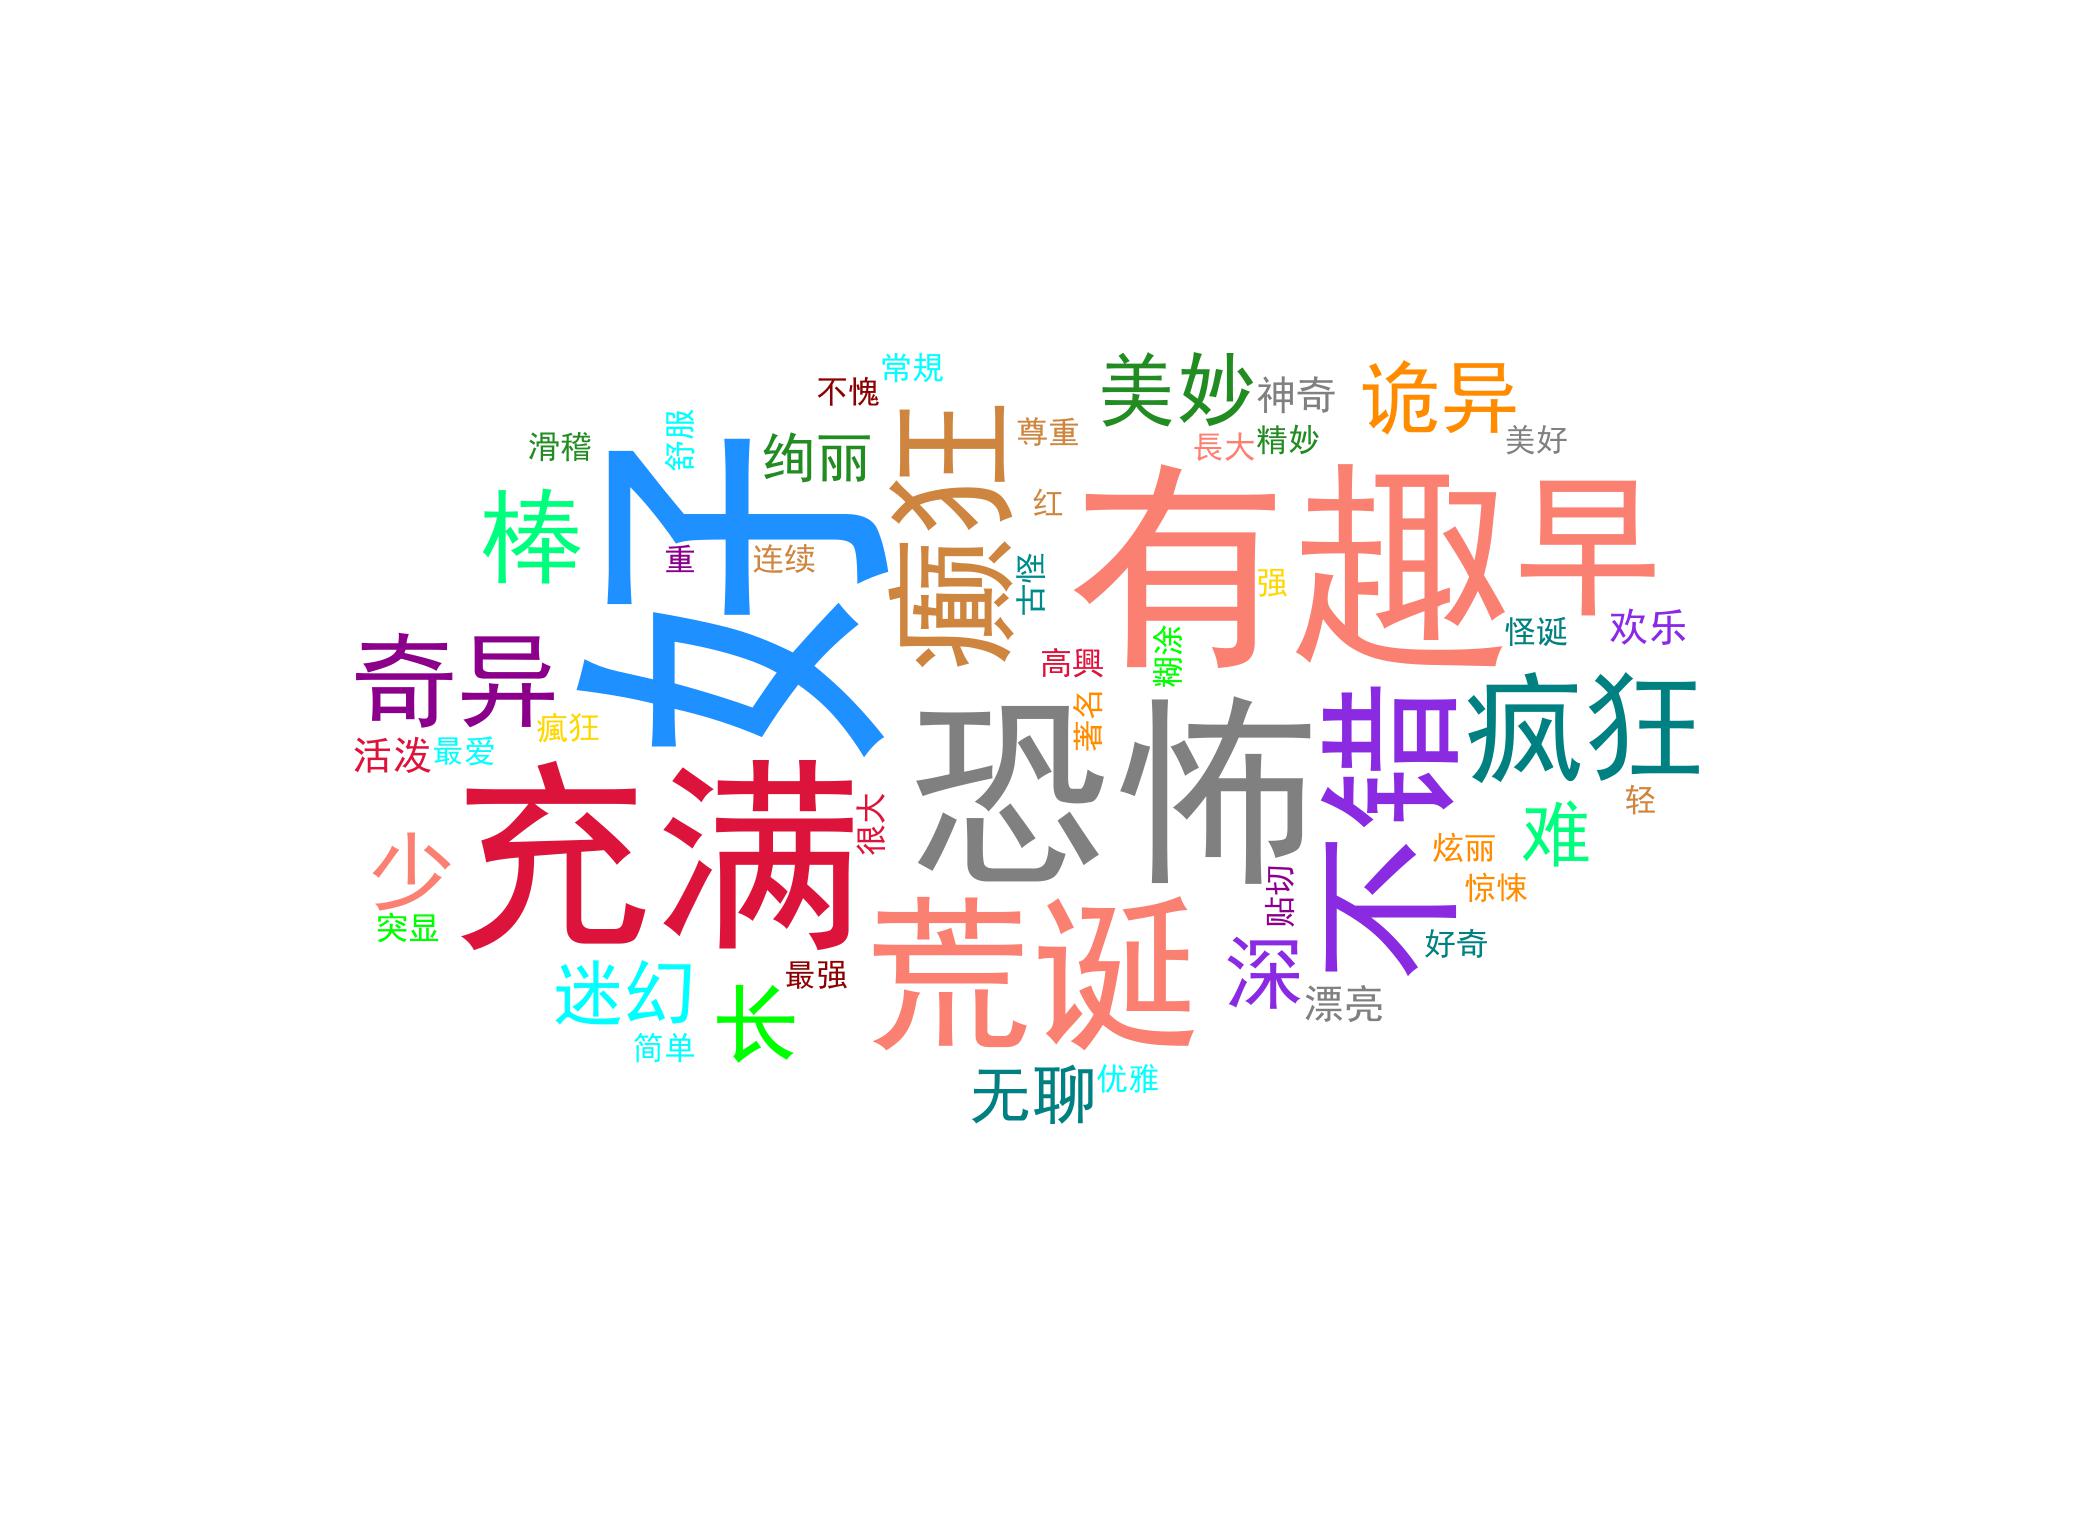 常規
不愧
美妙
神奇
诡异
舒服
滑稽
绚丽
癫狂
尊重
長大
精妙
美好
棒
好
重
连续
红
古怪
有趣
强
早
怪诞
欢乐
奇异
瘋狂
高興
糊涂
活泼
最爱
著名
恐怖
不错
疯狂
充满
很大
轻
少
突显
难
炫丽
惊悚
贴切
好奇
荒诞
深
漂亮
迷幻
最强
长
简单
无聊
优雅